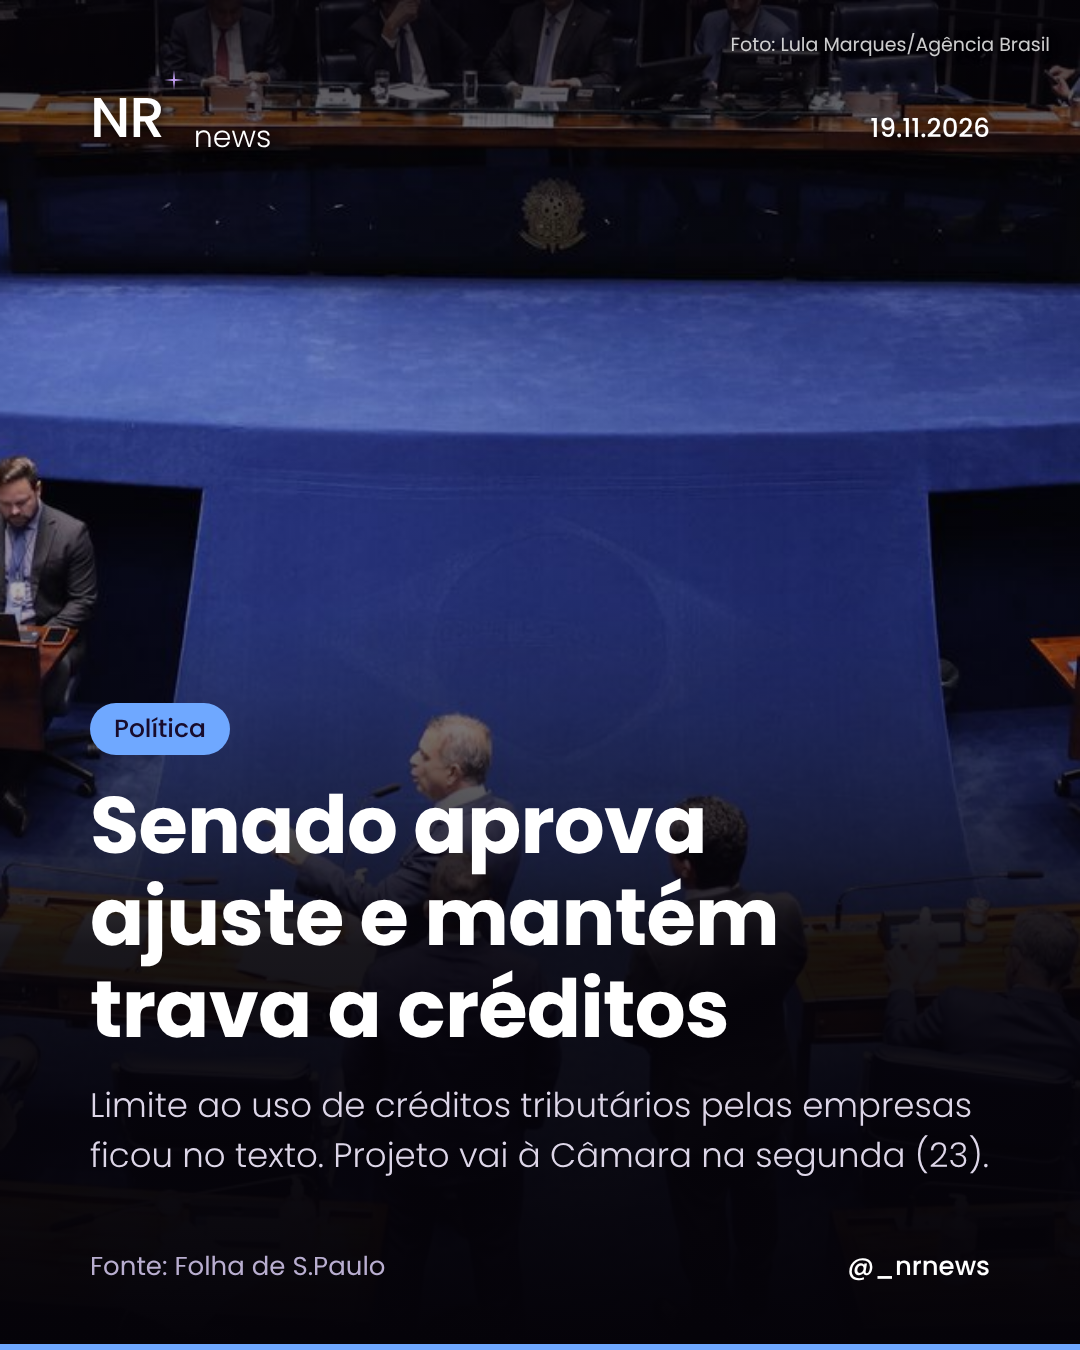 Foto: Lula Marques/Agência Brasil
NR news
19.11.2026
Política
Senado aprova
ajuste e mantém
trava a créditos
Limite ao uso de créditos tributários pelas empresas
ficou no texto. Projeto vai à Câmara na segunda (23).
Fonte: Folha de S.Paulo
@_nrnews